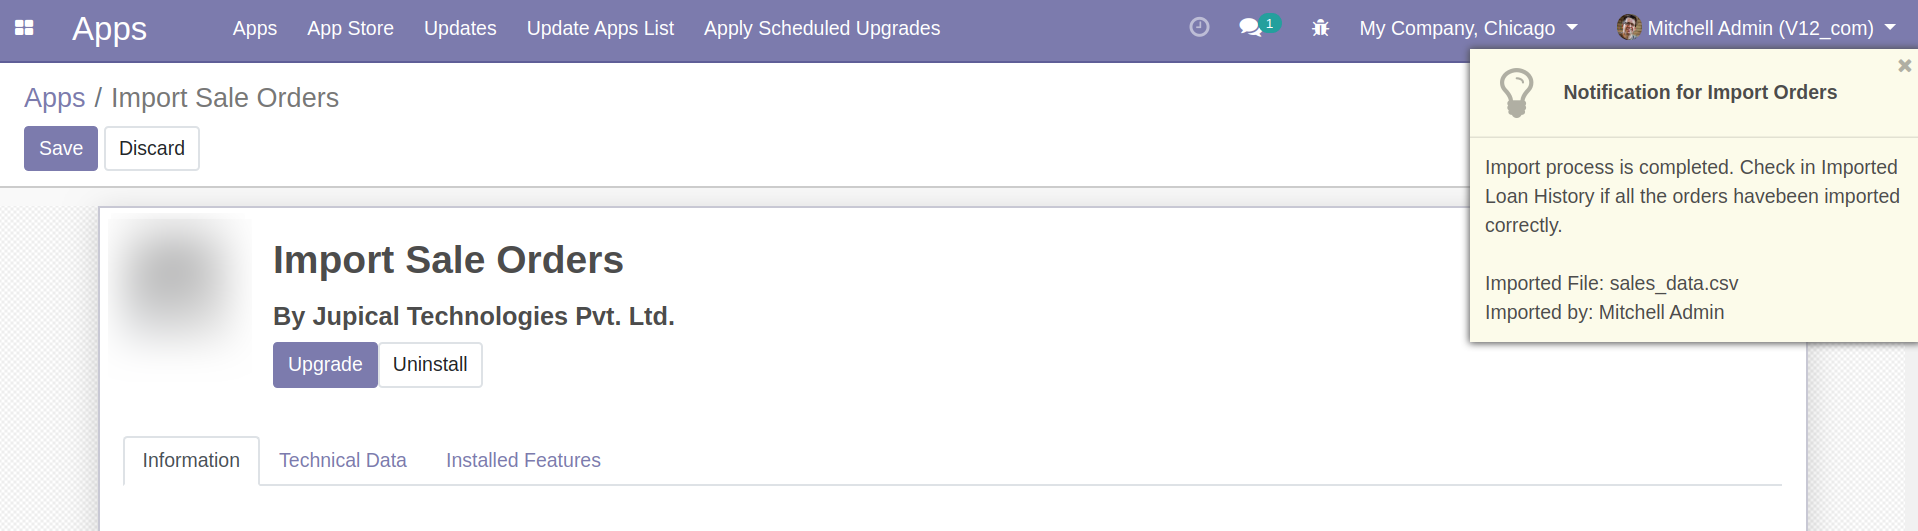 Apps Apps App Store Updates Update Apps List Apply Scheduled Upgrades 1 My Company, Chicago Mitchell Admin (V12_com)
Apps / Import Sale Orders
Save Discard
Notification for Import Orders
Import process is completed. Check in Imported
Loan History if all the orders havebeen imported
correctly.
Imported File: sales_data.csv
Imported by: Mitchell Admin
Import Sale Orders
By Jupical Technologies Pvt. Ltd.
Upgrade Uninstall
Information Technical Data Installed Features